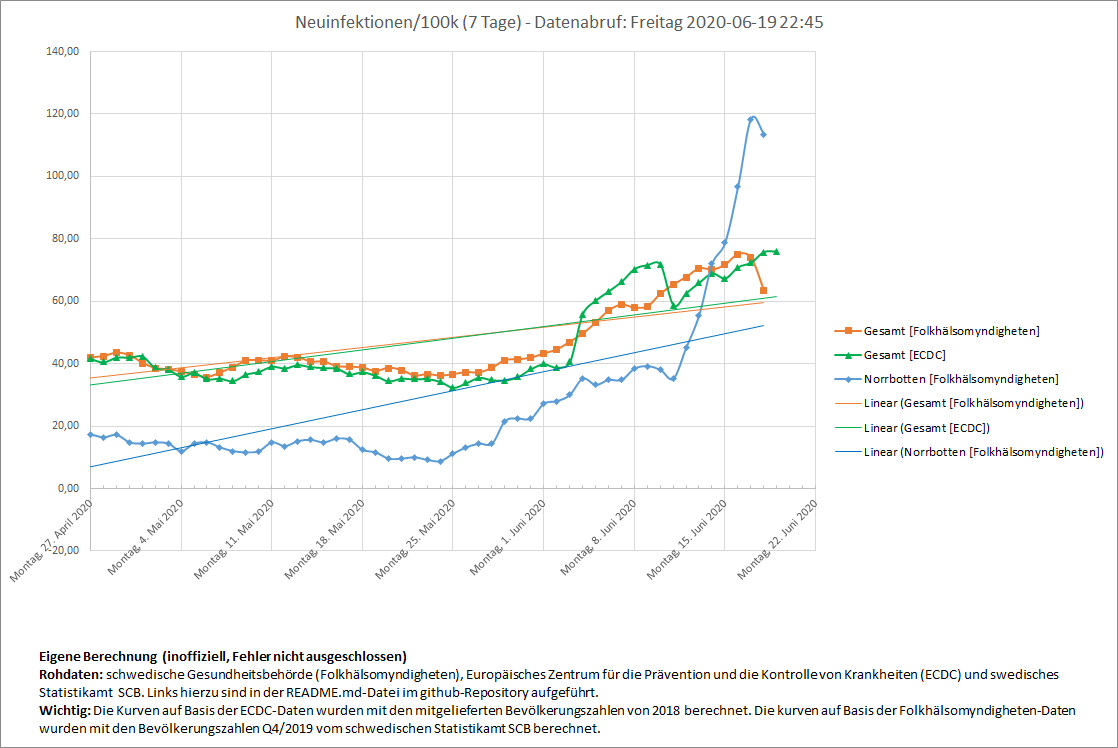 Neuinfektionen/100k (7 Tage) - Datenabruf: Freitag 2020-06-19 22:45
140,00
120,00
100,00
80,00
60,00
40,00
20,00
0,00
-20,00
Montag, 27. April 2020
Montag, 4. Mai 2020
Montag, 11. Mai 2020
Montag, 18. Mai 2020
Montag, 25. Mai 2020
Montag, 1. Juni 2020
Montag, 8. Juni 2020
Montag, 15. Juni 2020
Montag, 22. Juni 2020
Gesamt [Folkhälsomyndigheten]
Gesamt [ECDC]
Norrbotten [Folkhälsomyndigheten]
Linear (Gesamt [Folkhälsomyndigheten])
Linear (Gesamt [ECDC])
Linear (Norrbotten [Folkhälsomyndigheten])
Eigene Berechnung (inoffiziell, Fehler nicht ausgeschlossen)
Rohdaten: schwedische Gesundheitsbehörde (Folkhälsomyndigheten), Europäisches Zentrum für die Prävention und die Kontrolle von Krankheiten (ECDC) und swedisches
Statistikamt SCB. Links hierzu sind in der README.md-Datei im github-Repository aufgeführt.
Wichtig: Die Kurven auf Basis der ECDC-Daten wurden mit den mitgelieferten Bevölkerungszahlen von 2018 berechnet. Die kurven auf Basis der Folkhälsomyndigheten-Daten
wurden mit den Bevölkerungszahlen Q4/2019 vom schwedischen Statistikamt SCB berechnet.